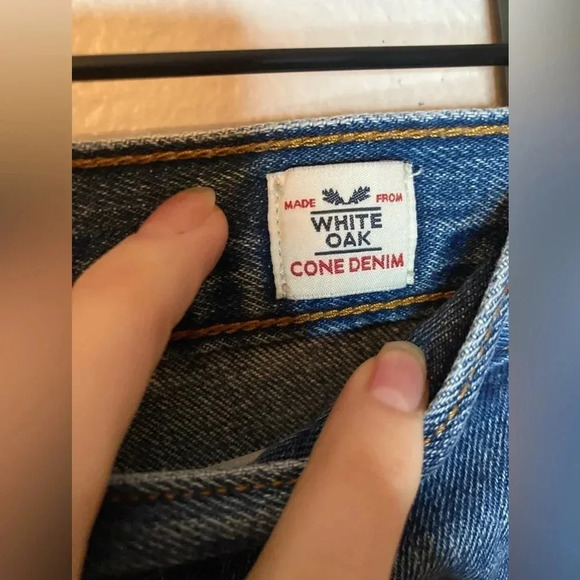 MADE FROM
WHITE
OAK
CONE DENIM